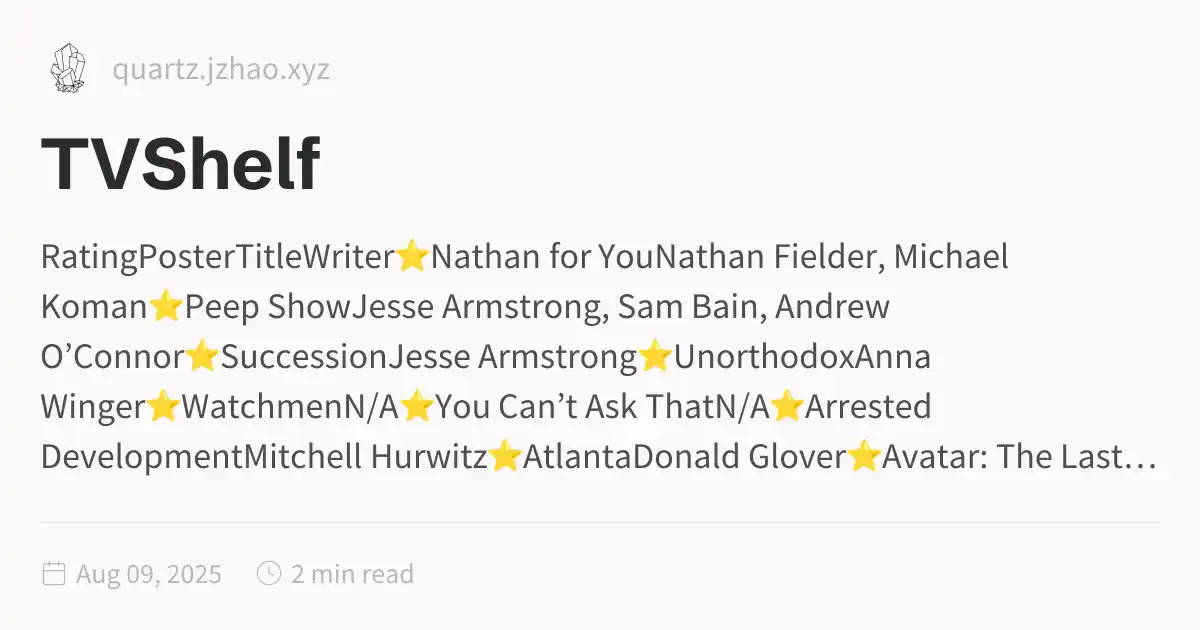 quartz.jzhao.xyz
TVShelf
RatingPosterTitleWriter⭐Nathan for YouNathan Fielder, Michael
Koman⭐Peep ShowJesse Armstrong, Sam Bain, Andrew
O’Connor⭐SuccessionJesse Armstrong⭐UnorthodoxAnna
Winger⭐WatchmenN/A⭐You Can’t Ask ThatN/A⭐Arrested
DevelopmentMitchell Hurwitz⭐AtlantaDonald Glover⭐Avatar: The Last…
Aug 09, 2025 2 min read